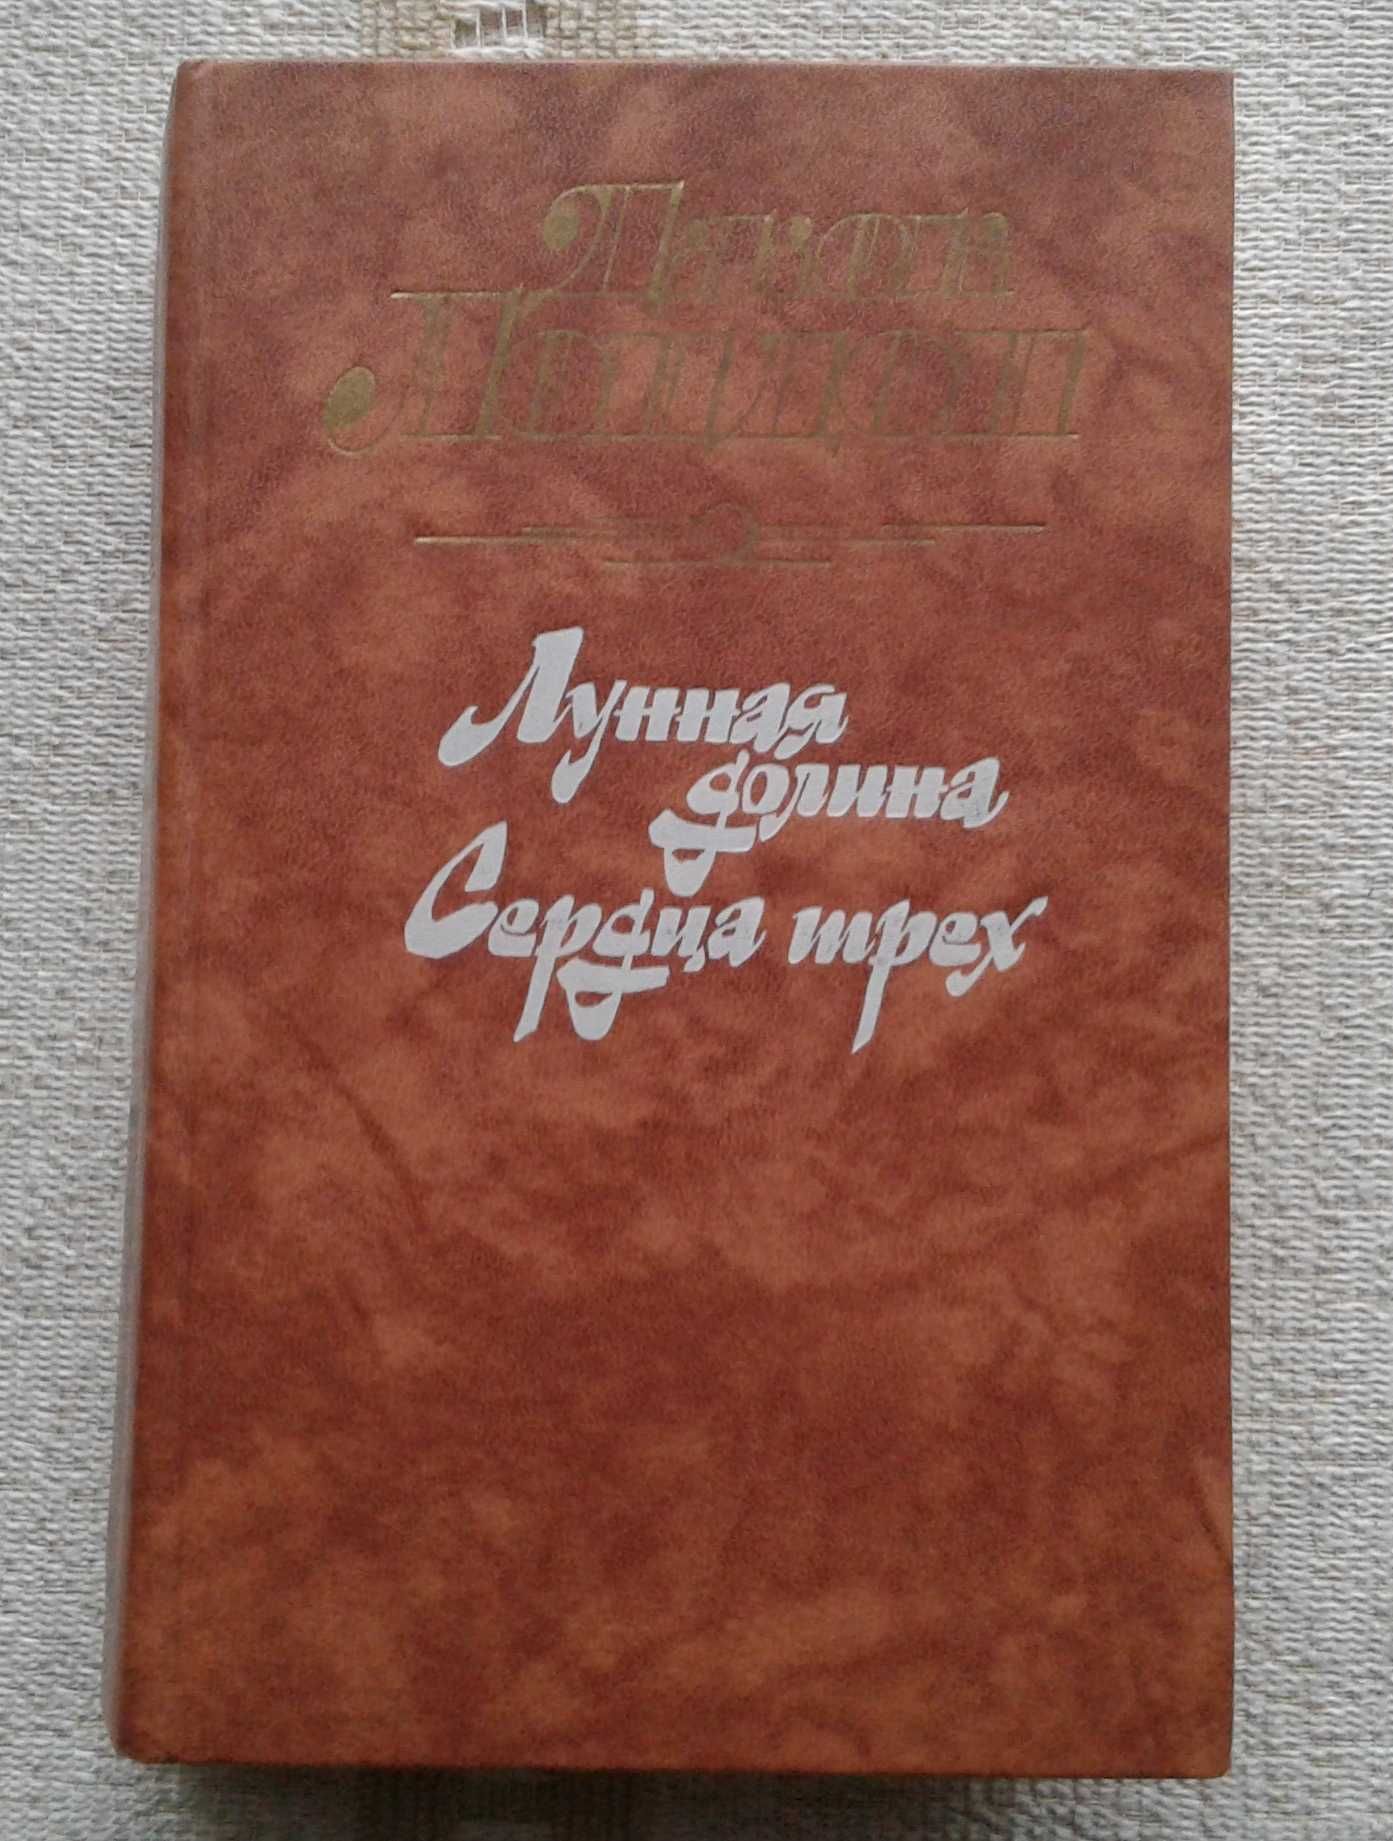 Джек
Лондон
Лунная
долина
Сердца трех